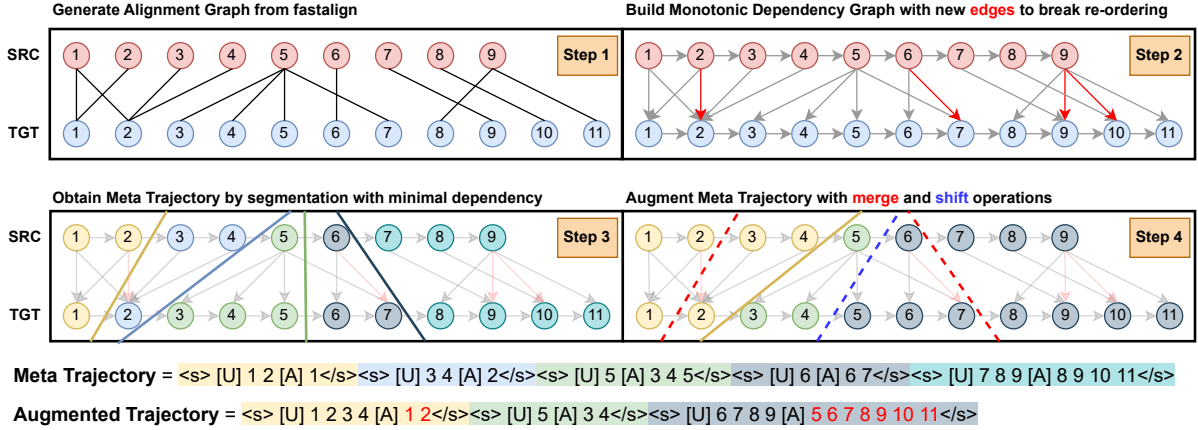 Generate Alignment Graph from fastalign
SRC 1 2 3 4 5 6 7 8 9 Step 1
TGT 1 2 3 4 5 6 7 8 9 10 11
Build Monotonic Dependency Graph with new edges to break re-ordering
1 2 3 4 5 6 7 8 9 Step 2
1 2 3 4 5 6 7 8 9 10 11
Obtain Meta Trajectory by segmentation with minimal dependency
SRC 1 2 3 4 5 6 7 8 9 Step 3
TGT 1 2 3 4 5 6 7 8 9 10 11
Augment Meta Trajectory with merge and shift operations
1 2 3 4 5 6 7 8 9 Step 4
1 2 3 4 5 6 7 8 9 10 11
Meta Trajectory = <s> [U] 1 2 [A] 1</s><s> [U] 3 4 [A] 2</s><s> [U] 5 [A] 3 4 5</s><s> [U] 6 [A] 6 7</s><s> [U] 7 8 9 [A] 8 9 10 11</s>
Augmented Trajectory = <s> [U] 1 2 3 4 [A] 1 2</s><s> [U] 5 [A] 3 4</s><s> [U] 6 7 8 9 [A] 5 6 7 8 9 10 11</s>